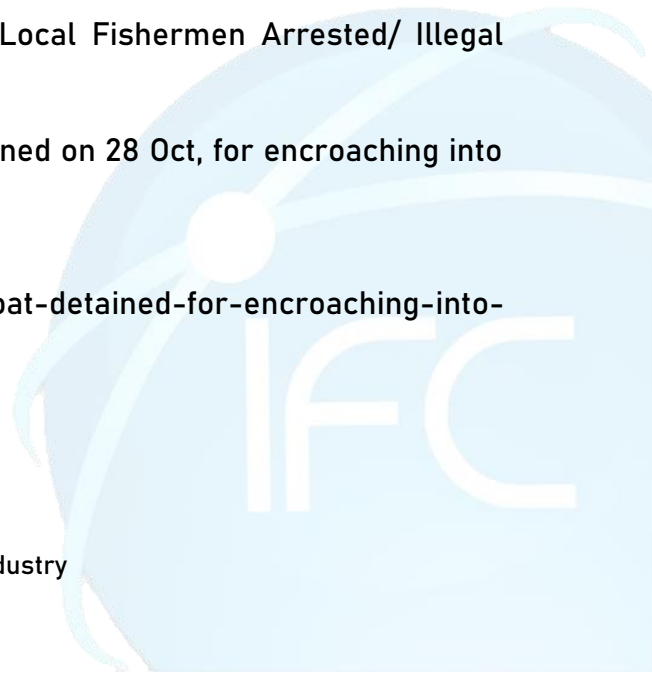 Local Fishermen Arrested/ Illegal
ned on 28 Oct, for encroaching into
oat-detained-for-encroaching-into-
IFC
dustry